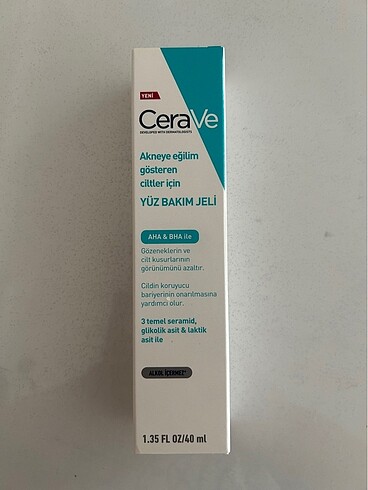 YENİ
CeraVe
DEVELOPED WITH DERMATOLOGISTS
Akneye eğilim
gösteren
ciltler için
YÜZ BAKIM JELİ
AHA & BHA ile
Gözeneklerin ve
cilt kusurlarının
görünümünü azaltır.
Cildin koruyucu
bariyerinin onarılmasına
yardımcı olur.
3 temel seramid,
glikolik asit & laktik
asit ile
ALKOL İÇERMEZ*
1.35 FL OZ/40 ml